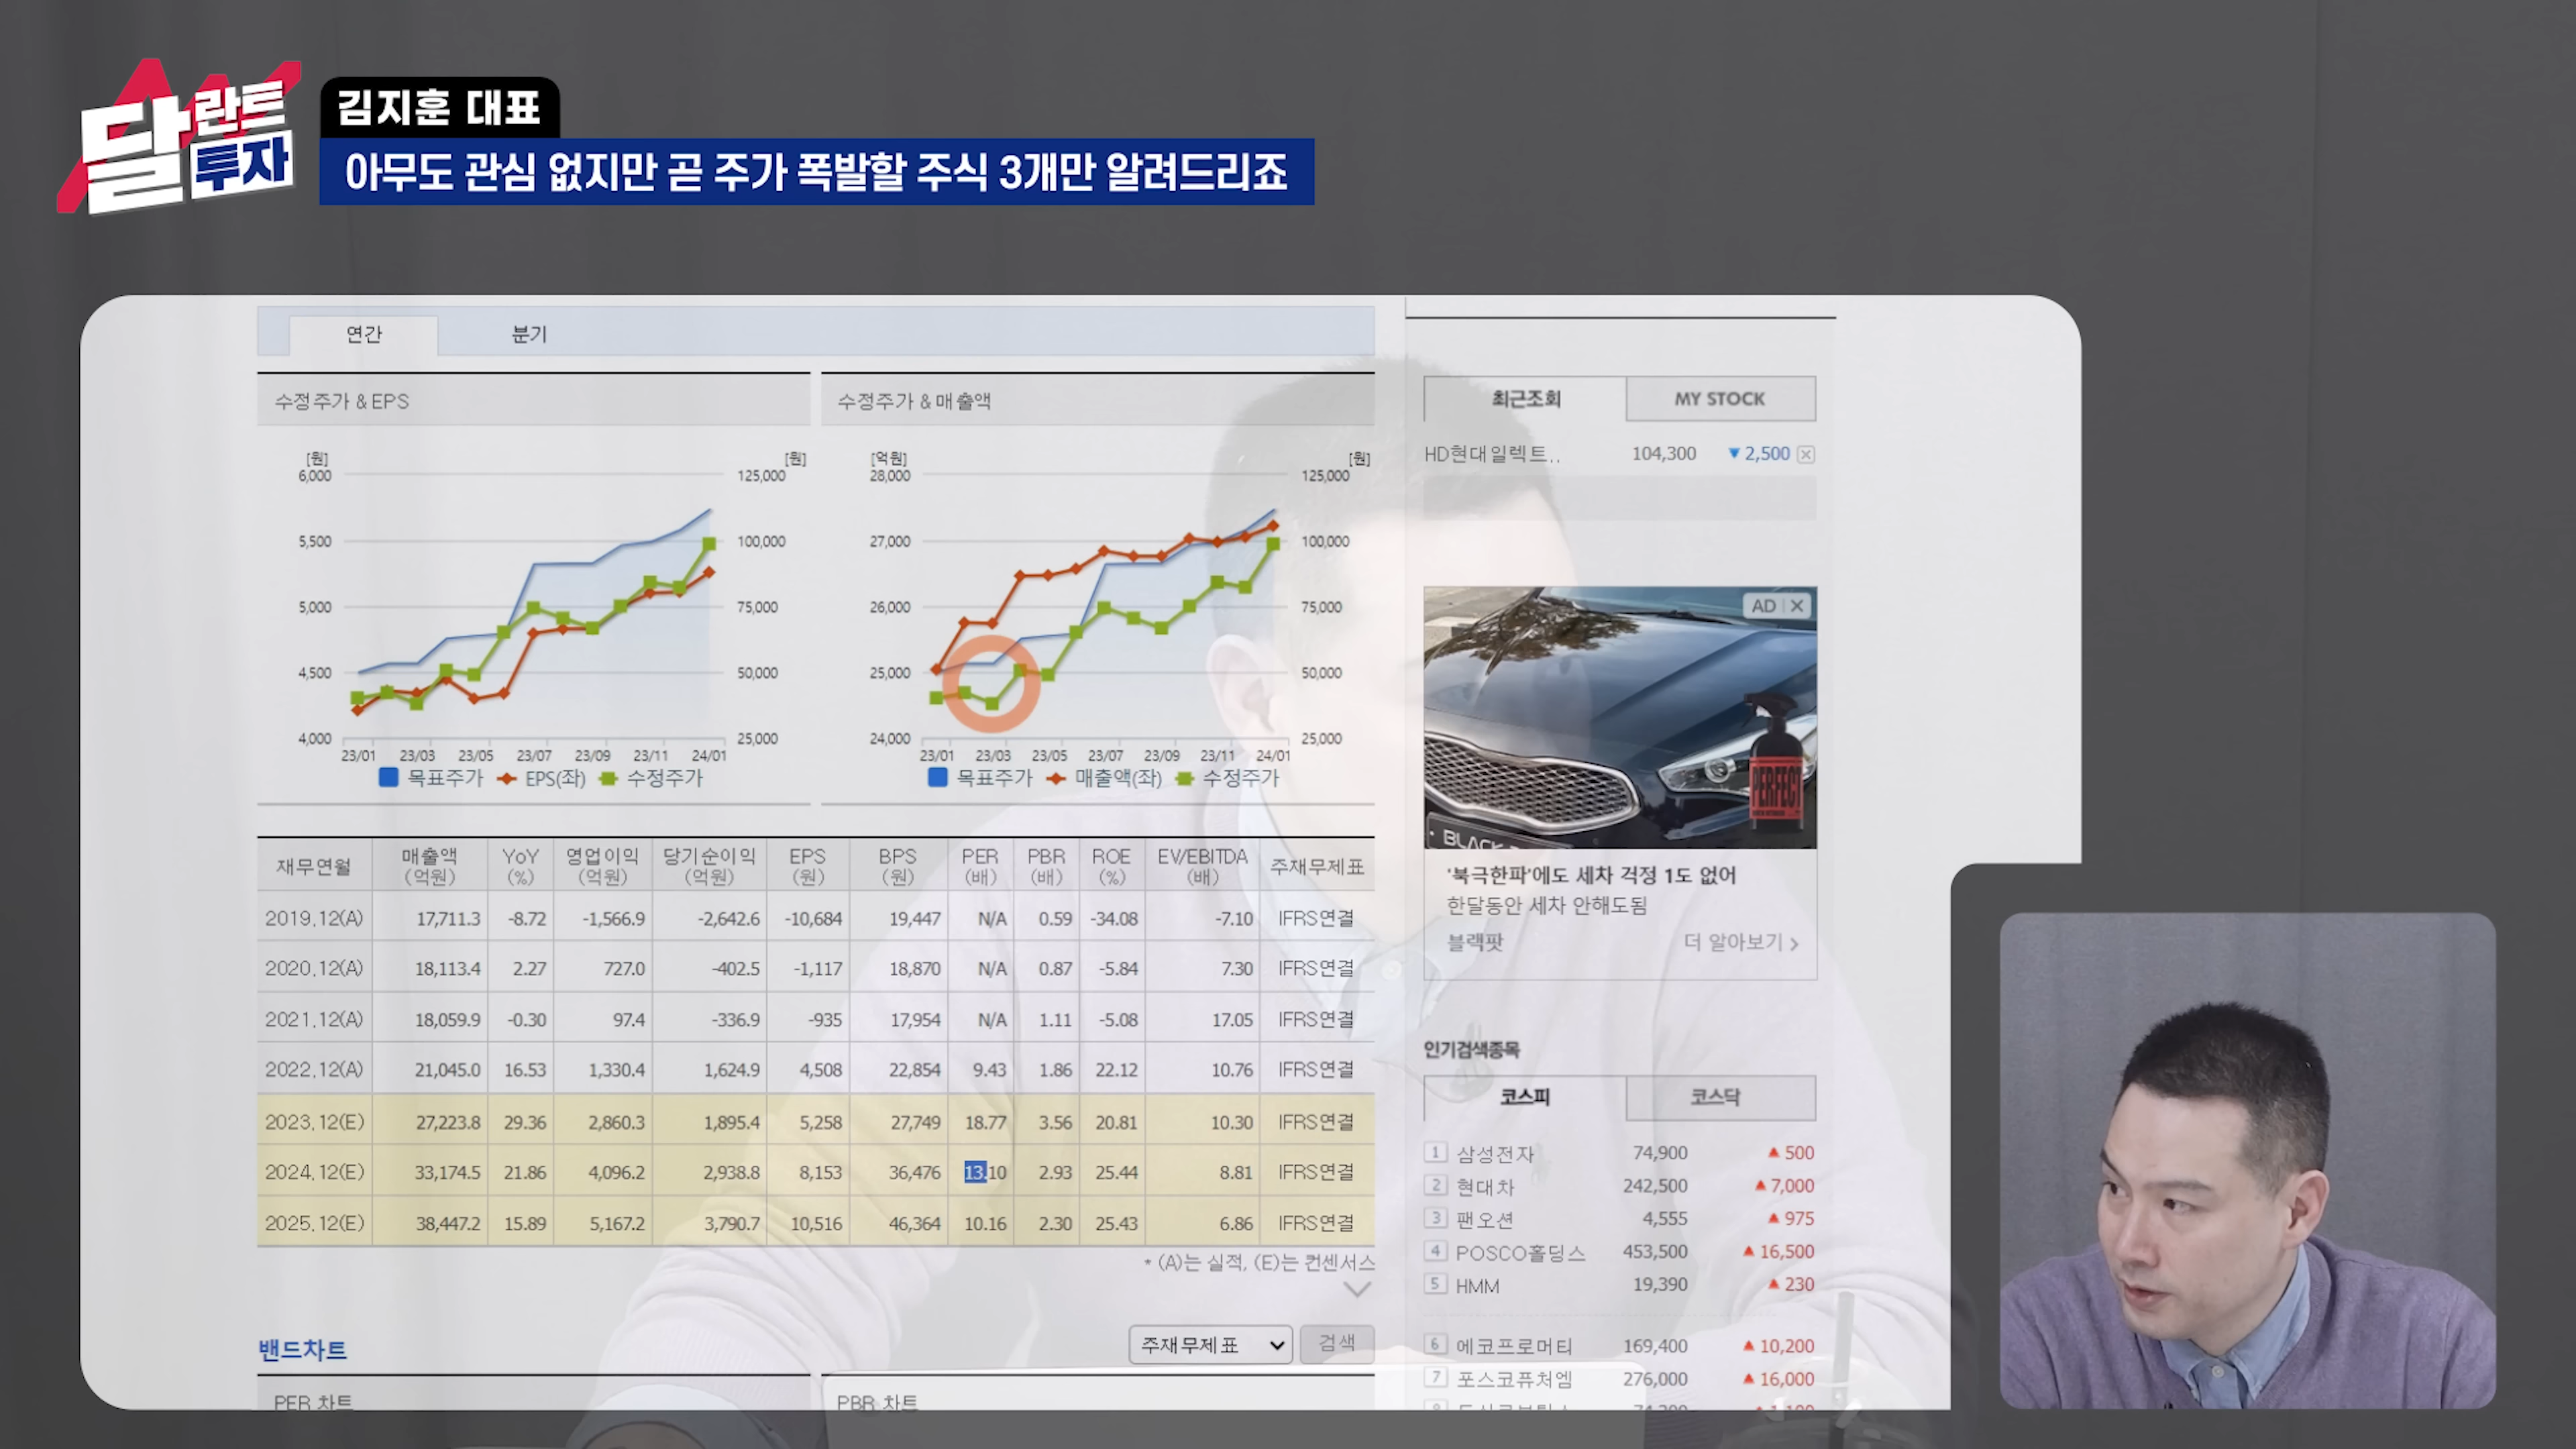 달란트
투자
김지훈 대표
아무도 관심 없지만 곧 주가 폭발할 주식 3개만 알려드리죠
연간 분기
수정주가 & EPS
[원] [원]
6,000 125,000
5,500 100,000
5,000 75,000
4,500 50,000
4,000 25,000
23/01 23/03 23/05 23/07 23/09 23/11 24/01
목표주가 EPS(좌) 수정주가
수정주가 & 매출액
[억원] [원]
28,000 125,000
27,000 100,000
26,000 75,000
25,000 50,000
24,000 25,000
23/01 23/03 23/05 23/07 23/09 23/11 24/01
목표주가 매출액(좌) 수정주가
재무연월 매출액 (억원) YoY (%) 영업이익 (억원) 당기순이익 (억원) EPS (원) BPS (원) PER (배) PBR (배) ROE (%) EV/EBITDA (배) 주재무제표
2019.12(A) 17,711.3 -8.72 -1,566.9 -2,642.6 -10,684 19,447 N/A 0.59 -34.08 -7.10 IFRS연결
2020.12(A) 18,113.4 2.27 727.0 -402.5 -1,117 18,870 N/A 0.87 -5.84 7.30 IFRS연결
2021.12(A) 18,059.9 -0.30 97.4 -336.9 -935 17,954 N/A 1.11 -5.08 17.05 IFRS연결
2022.12(A) 21,045.0 16.53 1,330.4 1,624.9 4,508 22,854 9.43 1.86 22.12 10.76 IFRS연결
2023.12(E) 27,223.8 29.36 2,860.3 1,895.4 5,258 27,749 18.77 3.56 20.81 10.30 IFRS연결
2024.12(E) 33,174.5 21.86 4,096.2 2,938.8 8,153 36,476 13.10 2.93 25.44 8.81 IFRS연결
2025.12(E) 38,447.2 15.89 5,167.2 3,790.7 10,516 46,364 10.16 2.30 25.43 6.86 IFRS연결
* (A)는 실적, (E)는 컨센서스
밴드차트 주재무제표 검색
PER 차트 PBR 차트
최근조회 MY STOCK
HD현대일렉트.. 104,300 ▼2,500
AD X
PERFECT
BLACK
'북극한파'에도 세차 걱정 1도 없어
한달동안 세차 안해도됨
블랙팟 더 알아보기 >
인기검색종목
코스피 코스닥
1 삼성전자 74,900 ▲500
2 현대차 242,500 ▲7,000
3 팬오션 4,555 ▲975
4 POSCO홀딩스 453,500 ▲16,500
5 HMM 19,390 ▲230
6 에코프로머티 169,400 ▲10,200
7 포스코퓨처엠 276,000 ▲16,000